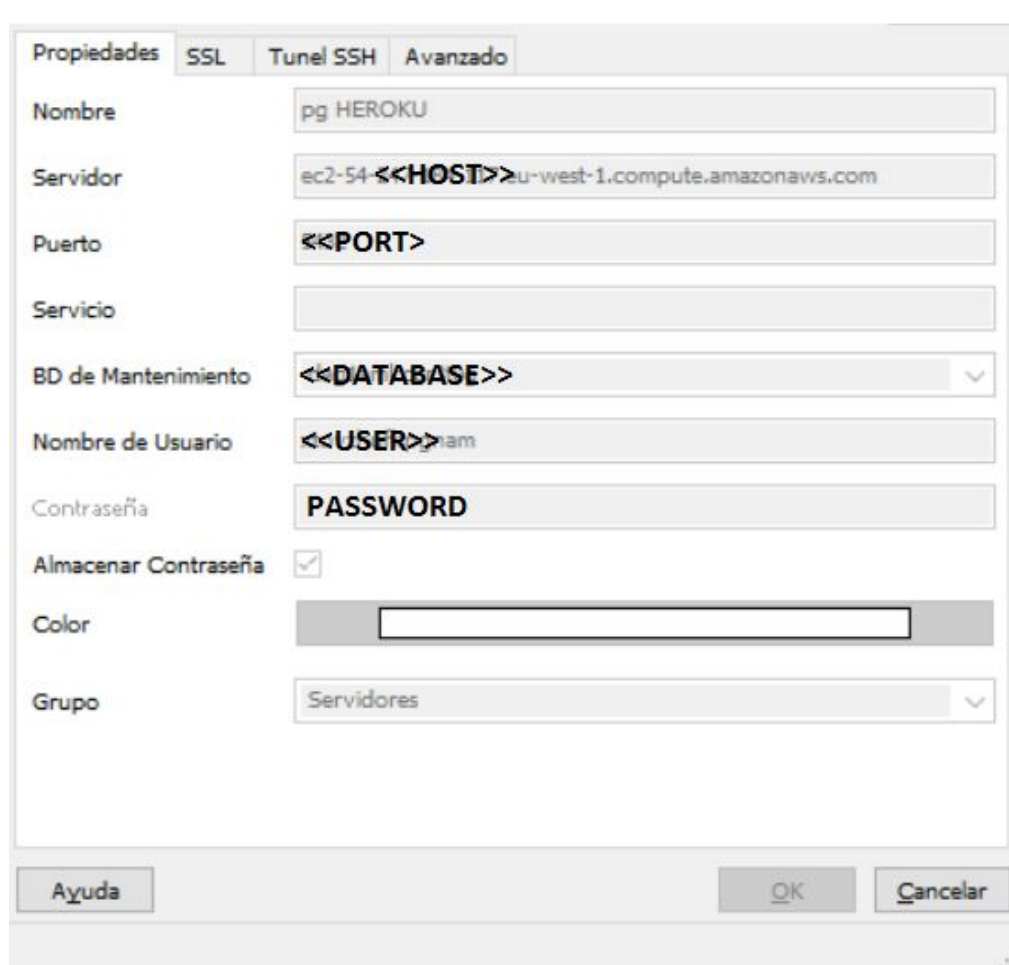 Propiedades SSL Tunel SSH Avanzado
Nombre pg HEROKU
Servidor ec2-54- <<HOST>> eu-west-1.compute.amazonaws.com
Puerto <<PORT>
Servicio
BD de Mantenimiento <<DATABASE>>
Nombre de Usuario <<USER>> nam
Contraseña PASSWORD
Almacenar Contraseña
Color
Grupo Servidores
Ayuda OK Cancelar